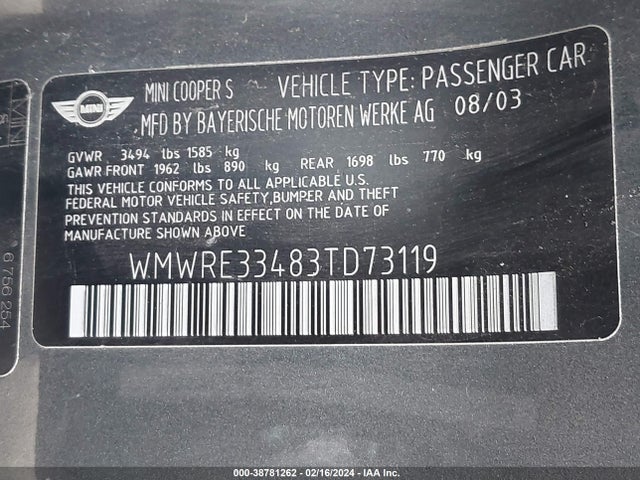 MINI COOPER S VEHICLE TYPE: PASSENGER CAR
MINI
MFD BY BAYERISCHE MOTOREN WERKE AG 08/03
GVWR 3494 lbs 1585 kg
GAWR FRONT 1962 lbs 890 kg REAR 1698 lbs 770 kg
THIS VEHICLE CONFORMS TO ALL APPLICABLE U.S.
FEDERAL MOTOR VEHICLE SAFETY,BUMPER AND THEFT
PREVENTION STANDARDS IN EFFECT ON THE DATE OF
MANUFACTURE SHOWN ABOVE
WMWRE33483TD73119
6 756 254
000-38781262 - 02/16/2024 - IAA Inc.